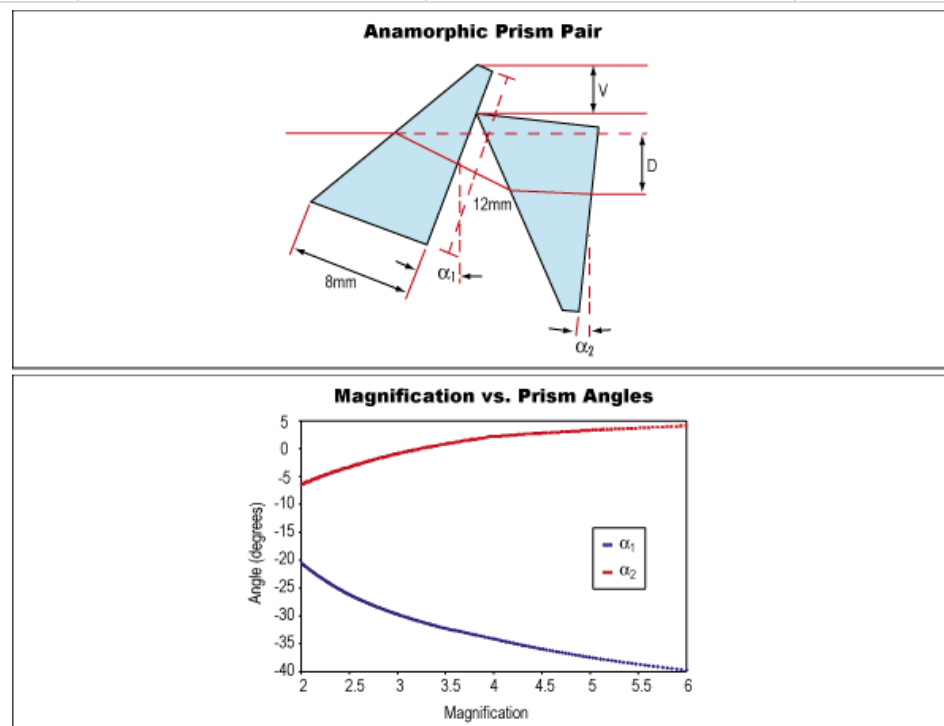 Anamorphic Prism Pair
V
D
12mm
α1
8mm
α2
Magnification vs. Prism Angles
5
0
-5
-10
-15
-20
-25
-30
-35
-40
Angle (degrees)
α1
α2
2 2.5 3 3.5 4 4.5 5 5.5 6
Magnification